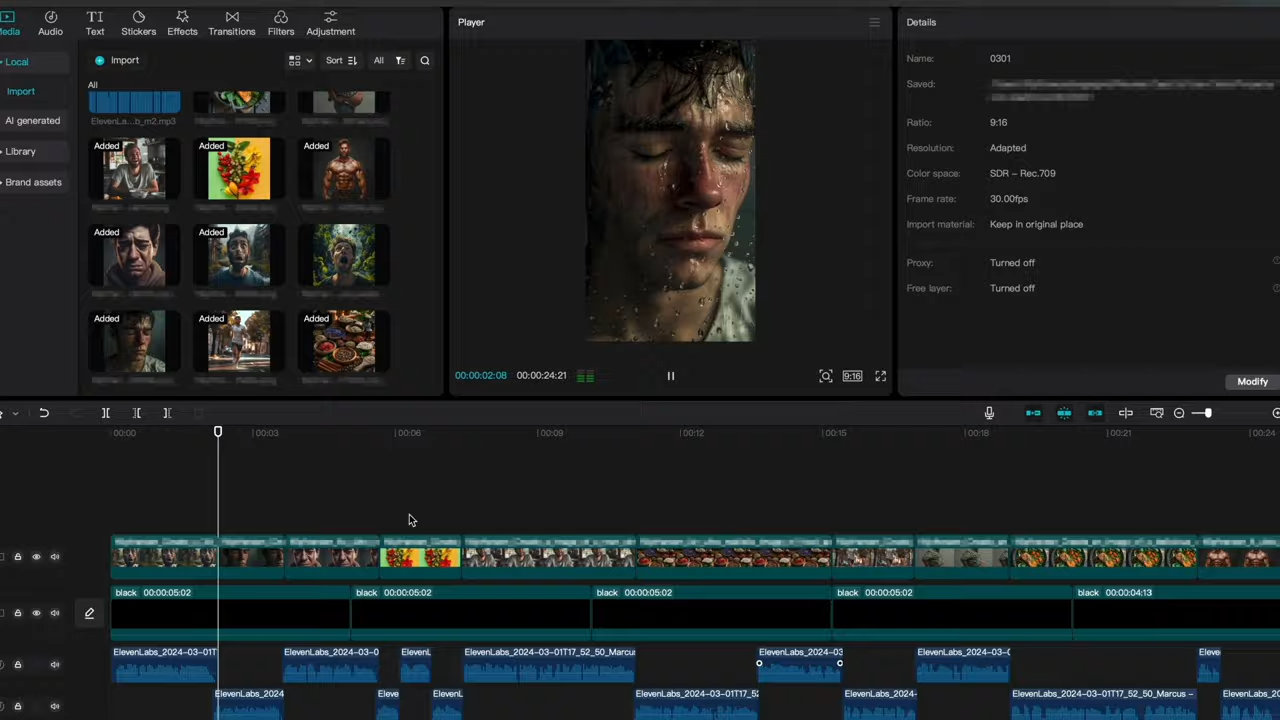 Media Audio Text Stickers Effects Transitions Filters Adjustment
Local
Import
AI generated
Library
Brand assets
Import Sort All
All
ElevenLa...b_m2.mp3
Added Added Added
Added Added
Added Added Added
Player
00:00:02:08 00:00:24:21
9:16
Details
Name: 0301
Saved:
Ratio: 9:16
Resolution: Adapted
Color space: SDR – Rec.709
Frame rate: 30.00fps
Import material: Keep in original place
Proxy: Turned off
Free layer: Turned off
Modify
00:00 00:03 00:06 00:09 00:12 00:15 00:18 00:21 00:24
black 00:00:05:02 black 00:00:05:02 black 00:00:05:02 black 00:00:05:02 black 00:00:04:13
ElevenLabs_2024-03-01T1 ElevenLabs_2024-03-0 ElevenL ElevenLabs_2024-03-01T17_52_50_Marcus ElevenLabs_2024-03 ElevenLabs_2024-03-0 Eleve
ElevenLabs_2024 Eleve ElevenL ElevenLabs_2024-03-01T17_52 ElevenLabs_2024- ElevenLabs_2024-03-01T17_52_50_Marcus – ElevenLabs_20